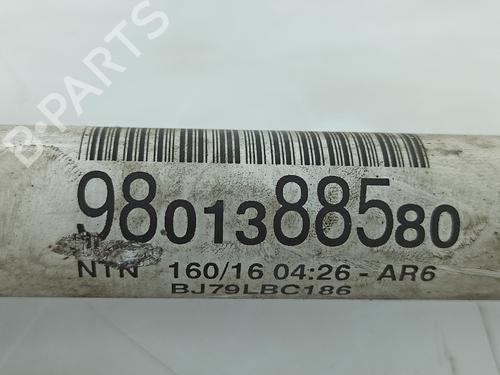 B-PARTS
9801388580
NTN 160/16 04:26 - AR6
BJ79LBC186